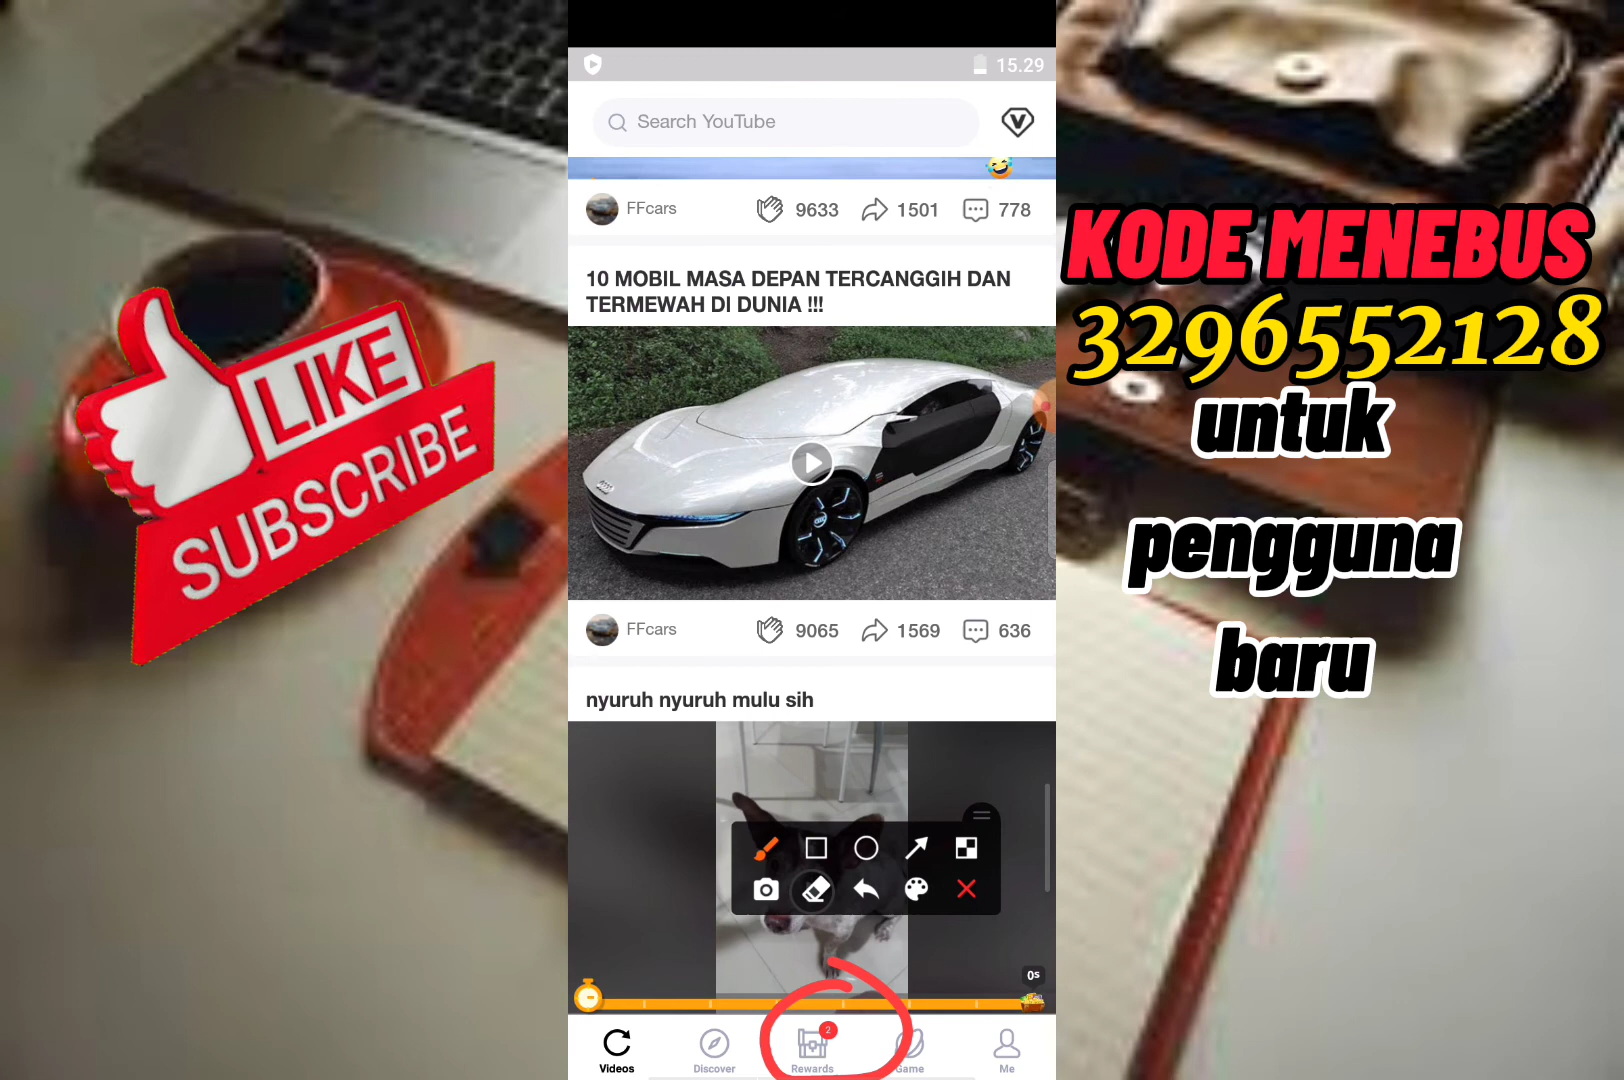 LIKE
SUBSCRIBE
15.29
Search YouTube
FFcars 9633 1501 778
10 MOBIL MASA DEPAN TERCANGGIH DAN
TERMEWAH DI DUNIA !!!
FFcars 9065 1569 636
nyuruh nyuruh mulu sih
0s
2
Videos Discover Rewards Game Me
KODE MENEBUS
3296552128
untuk
pengguna
baru